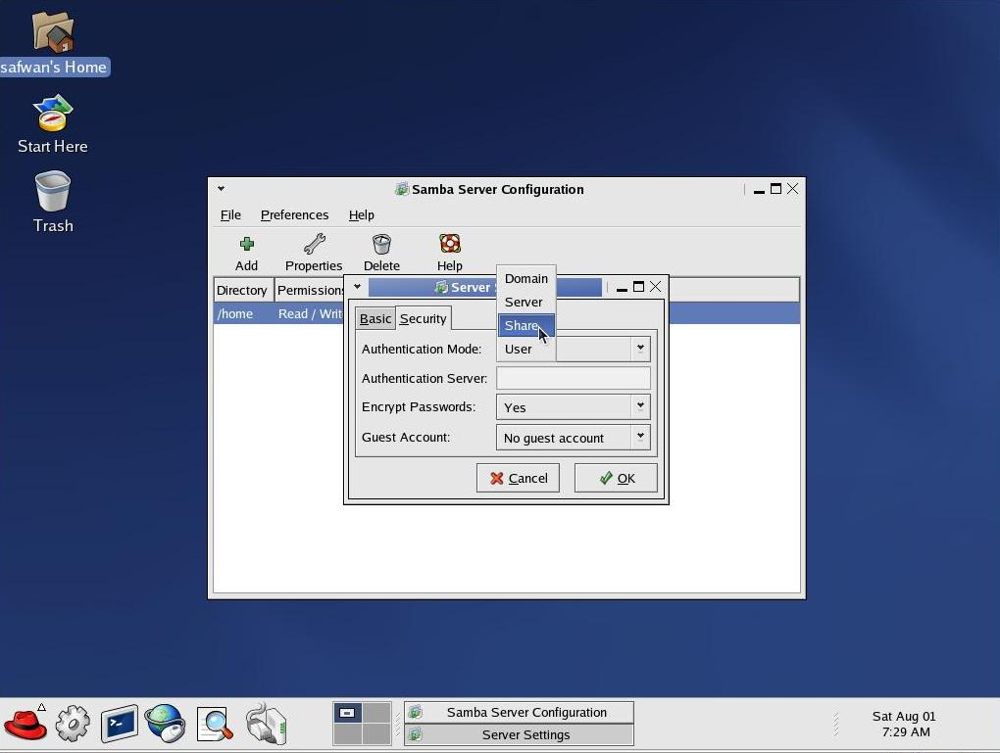 safwan's Home
Start Here
Trash
Samba Server Configuration
File Preferences Help
Add Properties Delete Help
Directory Permissions
/home Read / Writ
Server
Domain
Server
Share
User
Basic Security
Authentication Mode:
Authentication Server:
Encrypt Passwords: Yes
Guest Account: No guest account
Cancel OK
Samba Server Configuration
Server Settings
Sat Aug 01
7:29 AM